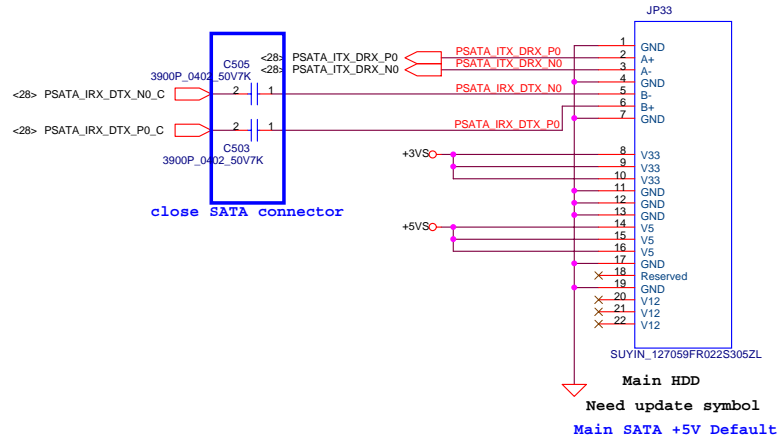 JP33
1 GND
<28> PSATA_ITX_DRX_P0 PSATA_ITX_DRX_P0 2 A+
<28> PSATA_ITX_DRX_N0 PSATA_ITX_DRX_N0 3 A-
4 GND
C505
3900P_0402_50V7K
<28> PSATA_IRX_DTX_N0_C 2 1 PSATA_IRX_DTX_N0 5 B-
6 B+
7 GND
<28> PSATA_IRX_DTX_P0_C 2 1 PSATA_IRX_DTX_P0
C503
3900P_0402_50V7K
+3VS 8 V33
9 V33
10 V33
11 GND
12 GND
13 GND
close SATA connector
+5VS 14 V5
15 V5
16 V5
17 GND
18 Reserved
19 GND
20 V12
21 V12
22 V12
SUYIN_127059FR022S305ZL
Main HDD
Need update symbol
Main SATA +5V Default